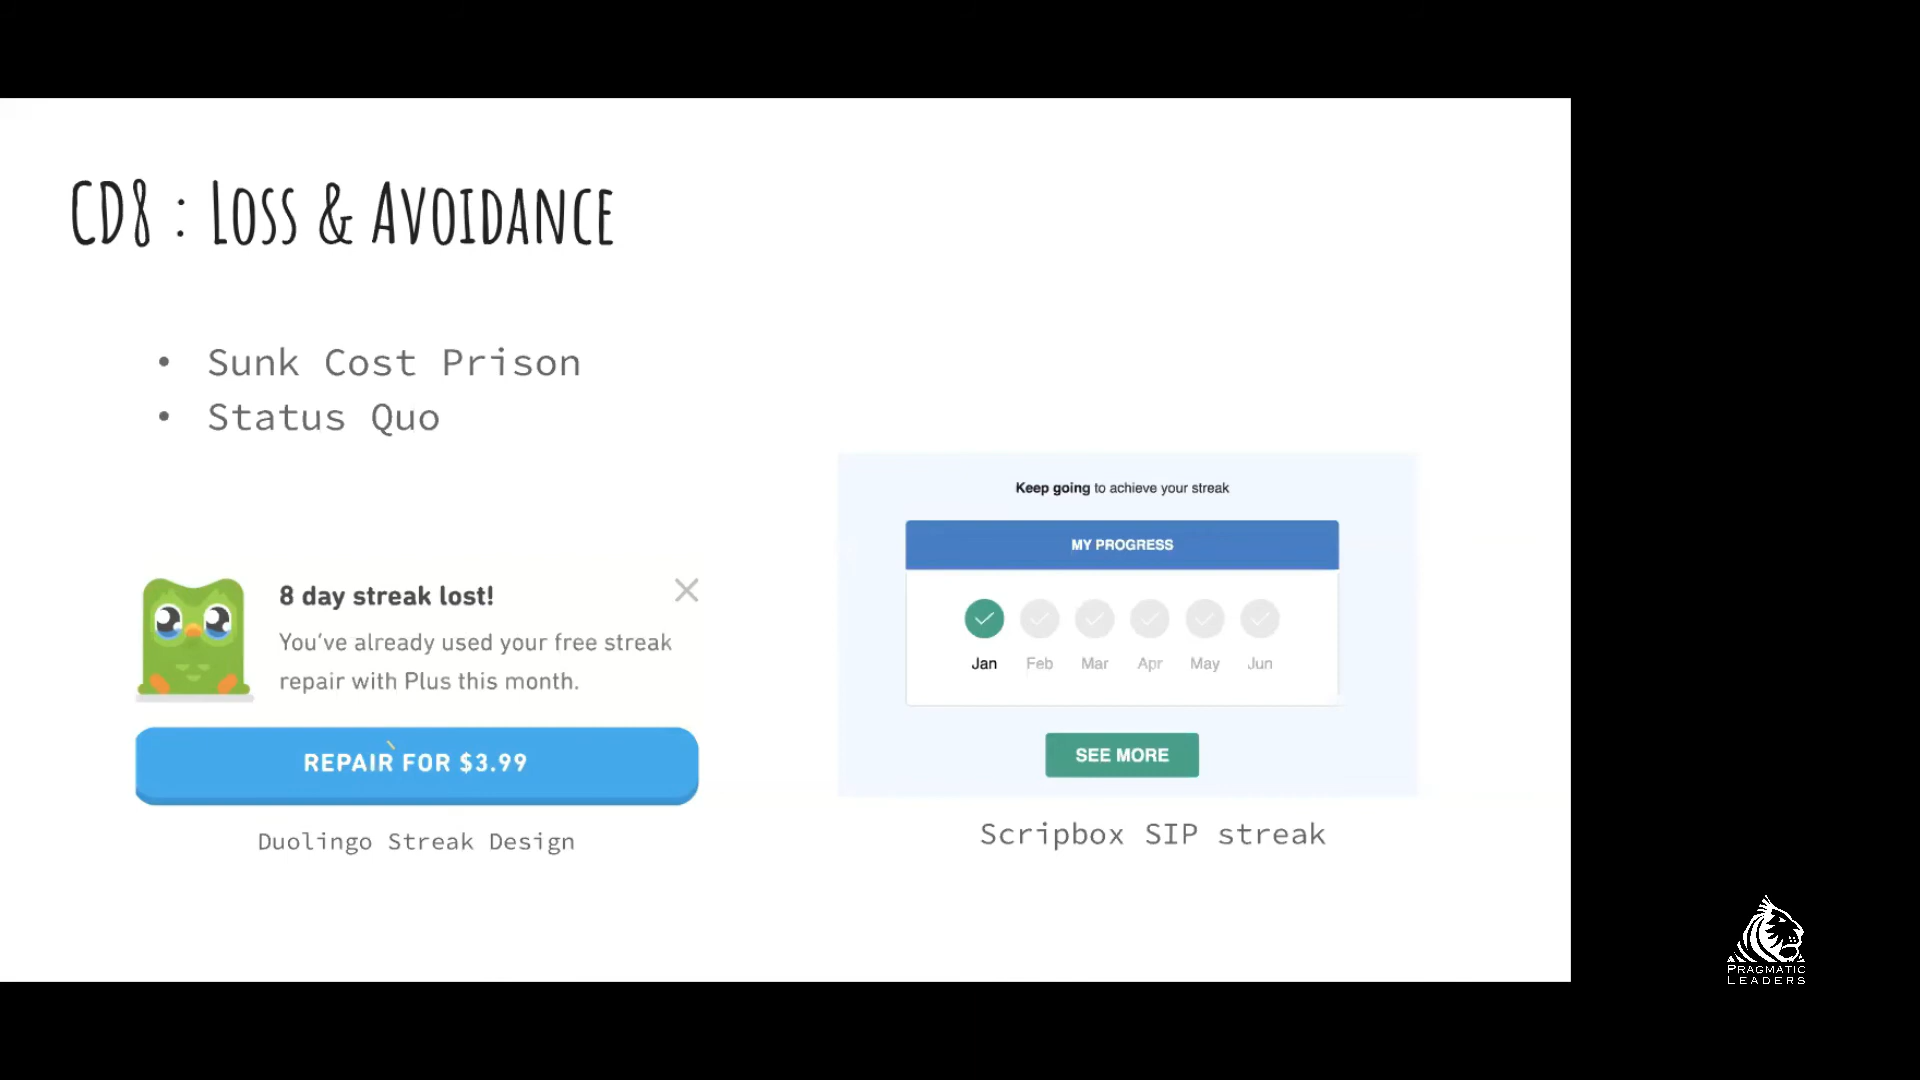 CD8 : Loss & Avoidance
• Sunk Cost Prison
• Status Quo
8 day streak lost!
You've already used your free streak
repair with Plus this month.
REPAIR FOR $3.99
Duolingo Streak Design
Keep going to achieve your streak
MY PROGRESS
Jan Feb Mar Apr May Jun
SEE MORE
Scripbox SIP streak
PRAGMATIC
LEADERS